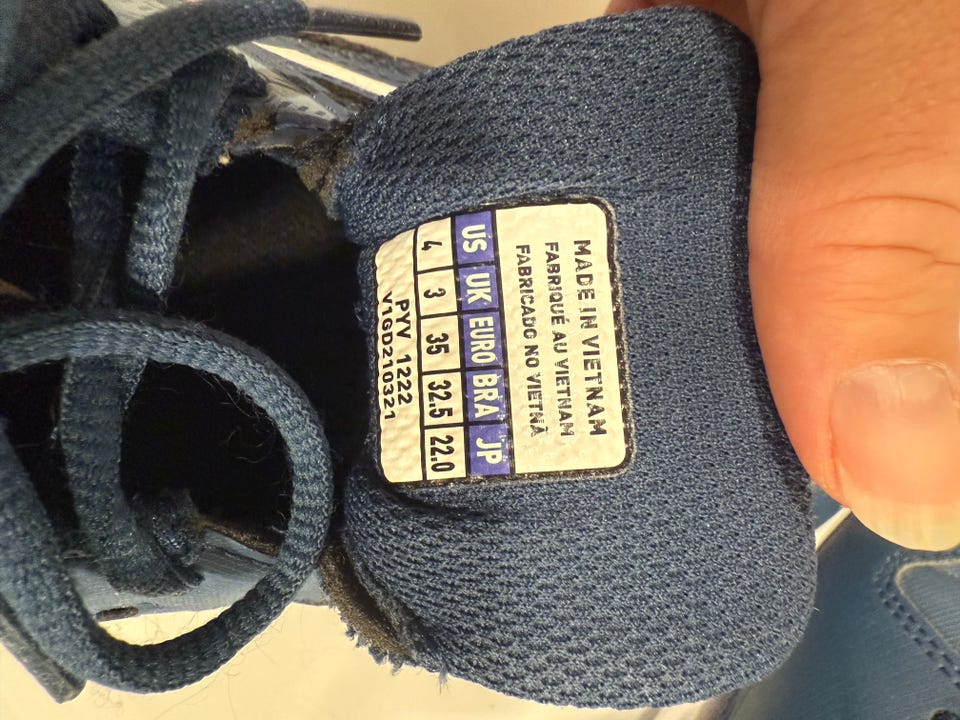 MADE IN VIETNAM
FABRIQUÉ AU VIETNAM
FABRICADO NO VIETNÃ
US UK EURO BRA JP
4 3 35 32.5 22.0
PYV 1222
V1GD210321